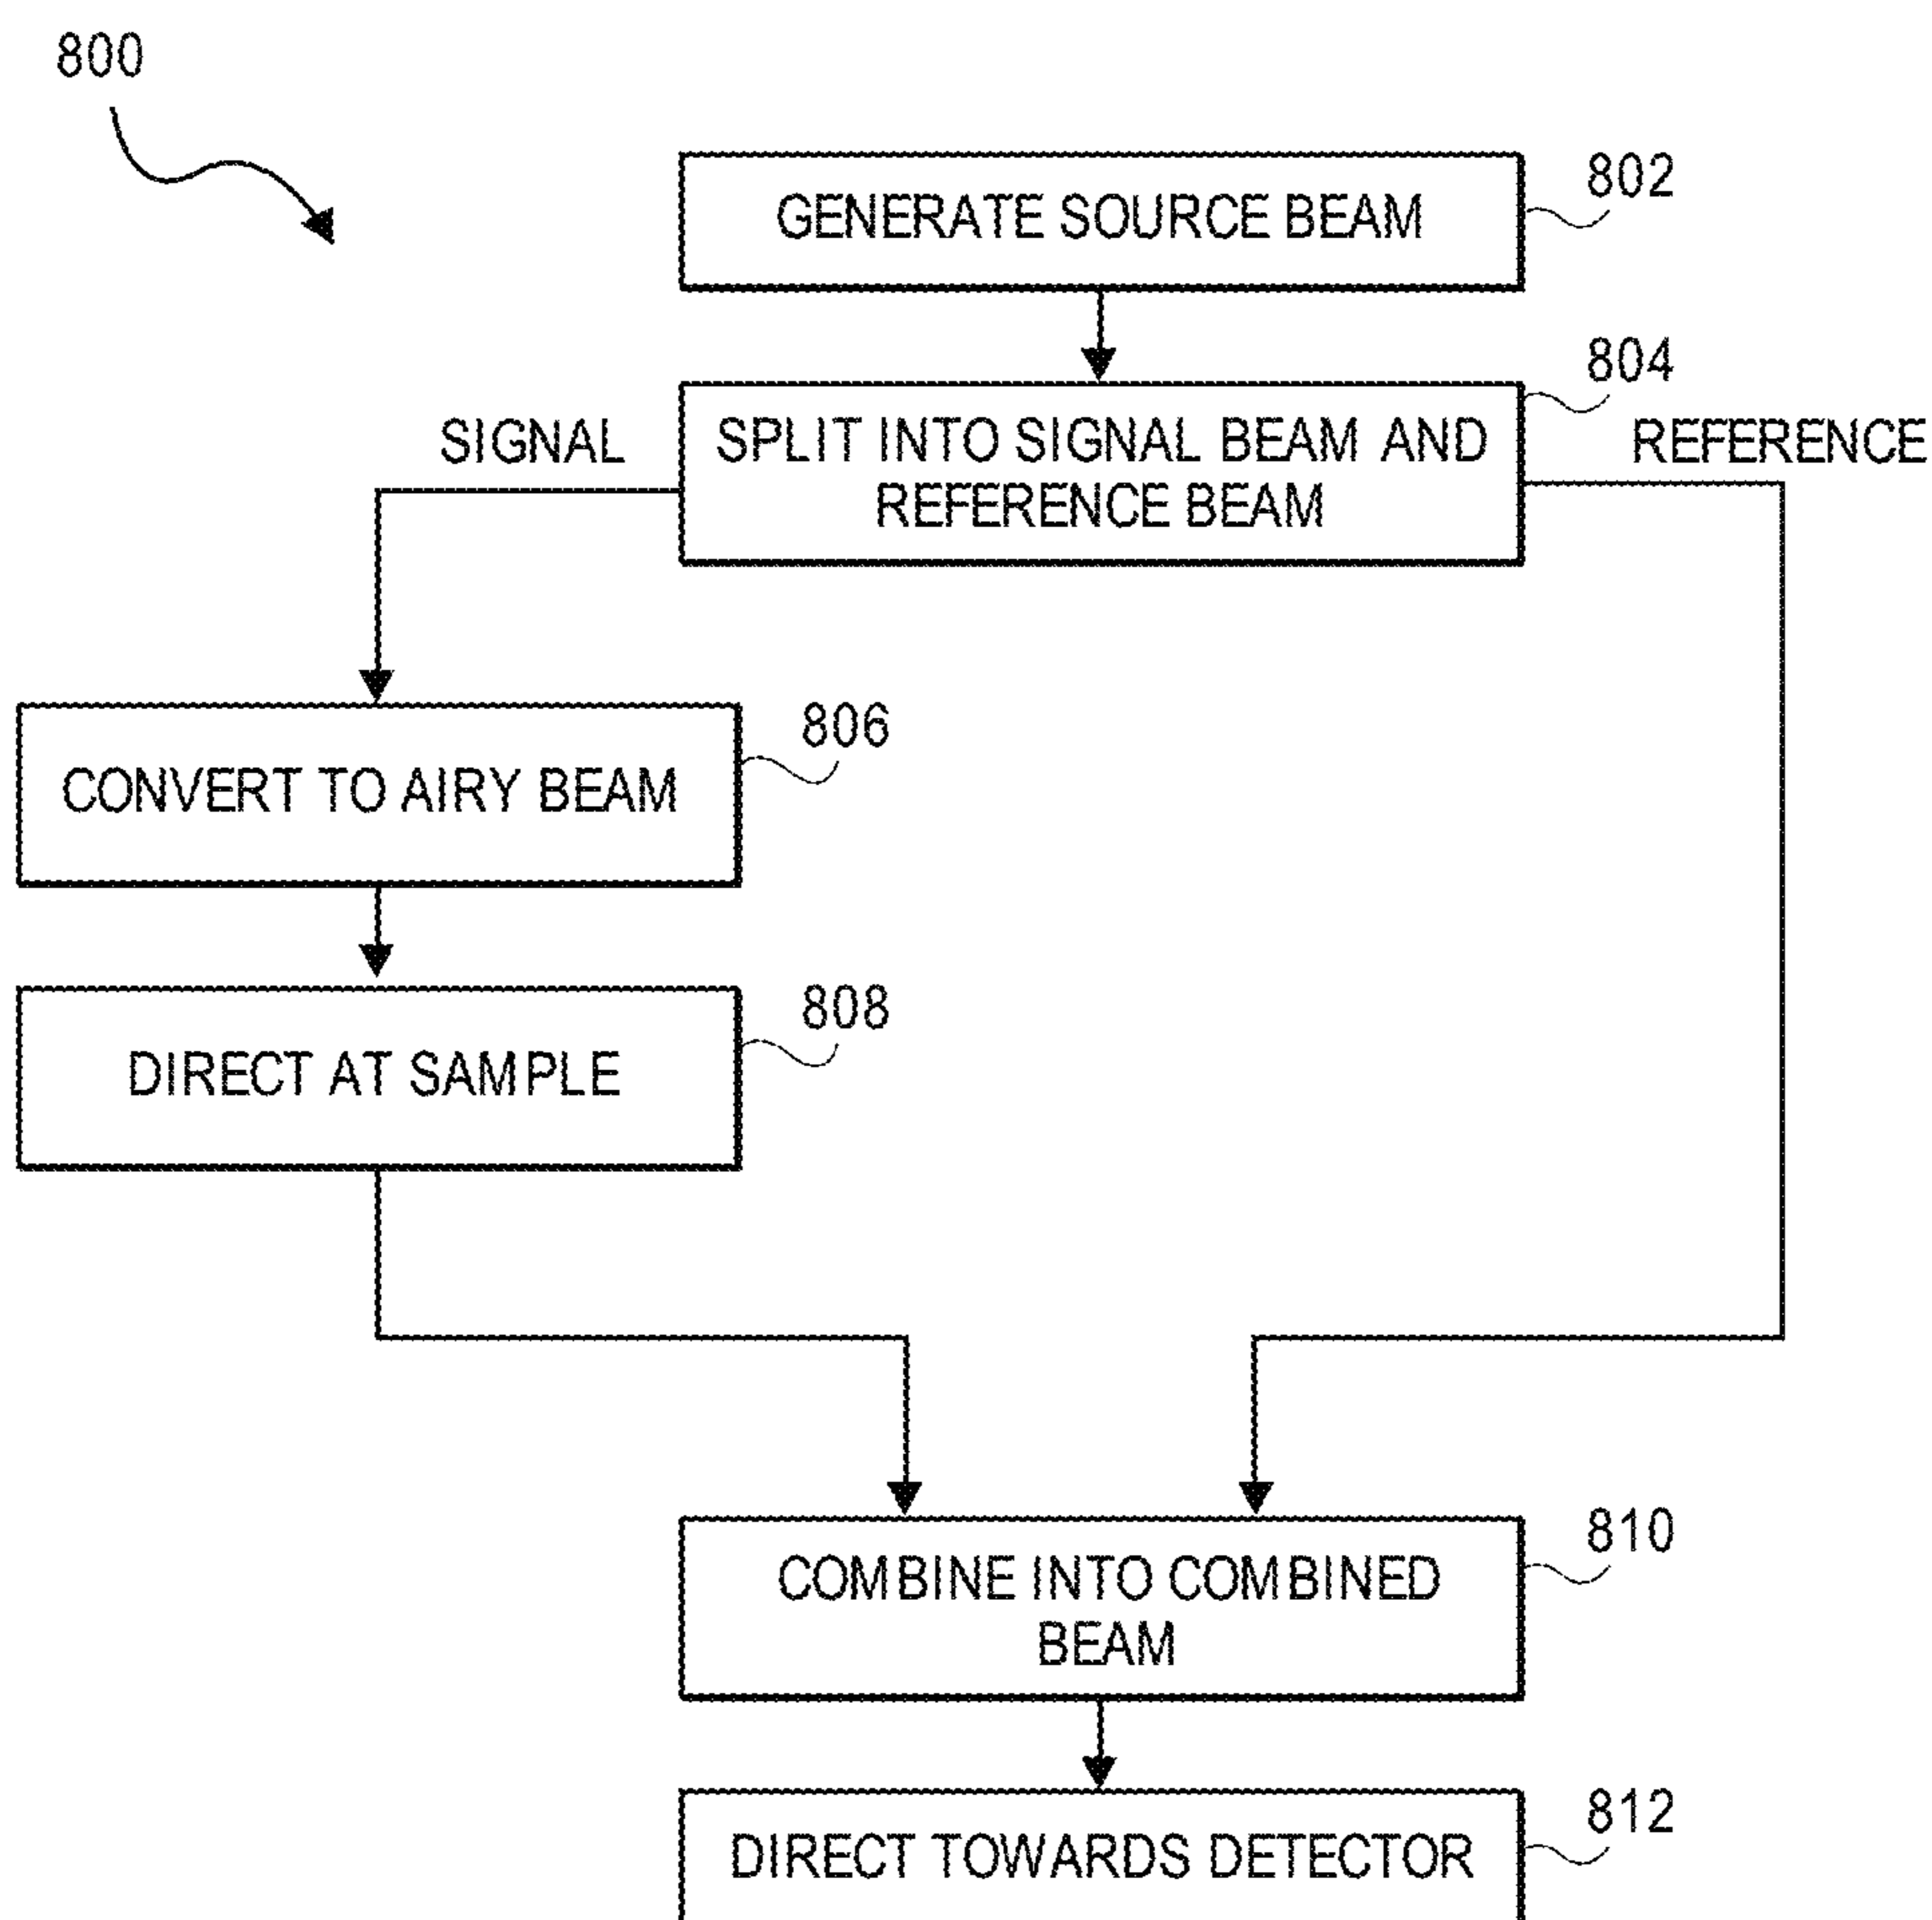 800
GENERATE SOURCE BEAM
802
804
SIGNAL
SPLIT INTO SIGNAL BEAM AND
REFERENCE BEAM
REFERENCE
806
CONVERT TO AIRY BEAM
808
DIRECT AT SAMPLE
810
COMBINE INTO COMBINED
BEAM
812
DIRECT TOWARDS DETECTOR